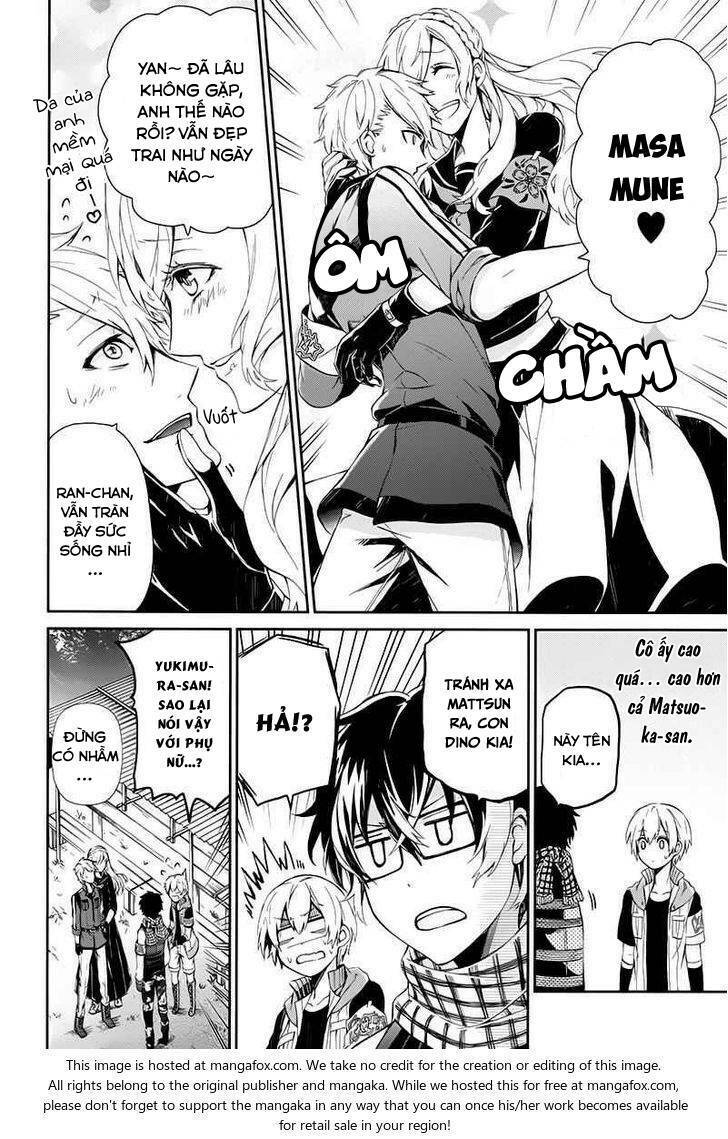 MASA
MUNE
♥
ÔM
CHẦM
YAN~ ĐÃ LÂU
KHÔNG GẶP,
ANH THẾ NÀO
RỒI? VẪN ĐẸP
TRAI NHƯ NGÀY
NÀO~
Da của
anh
mềm
mại quá
đi
Vuốt
RAN-CHAN,
VẪN TRÀN
ĐẦY SỨC
SỐNG NHỈ
...
Cô ấy cao
quá... cao hơn
cả Matsuo-
ka-san.
NÀY TÊN
KIA...
TRÁNH XA
MATTSUN
RA, CON
DINO KIA!
HẢ!?
YUKIMU-
RA-SAN!
SAO LẠI
NÓI VẬY
VỚI PHỤ
NỮ...?
ĐỪNG
CÓ NHẦM
...
This image is hosted at mangafox.com. We take no credit for the creation or editing of this image.
All rights belong to the original publisher and mangaka. While we hosted this for free at mangafox.com,
please don't forget to support the mangaka in any way that you can once his/her work becomes available
for retail sale in your region!